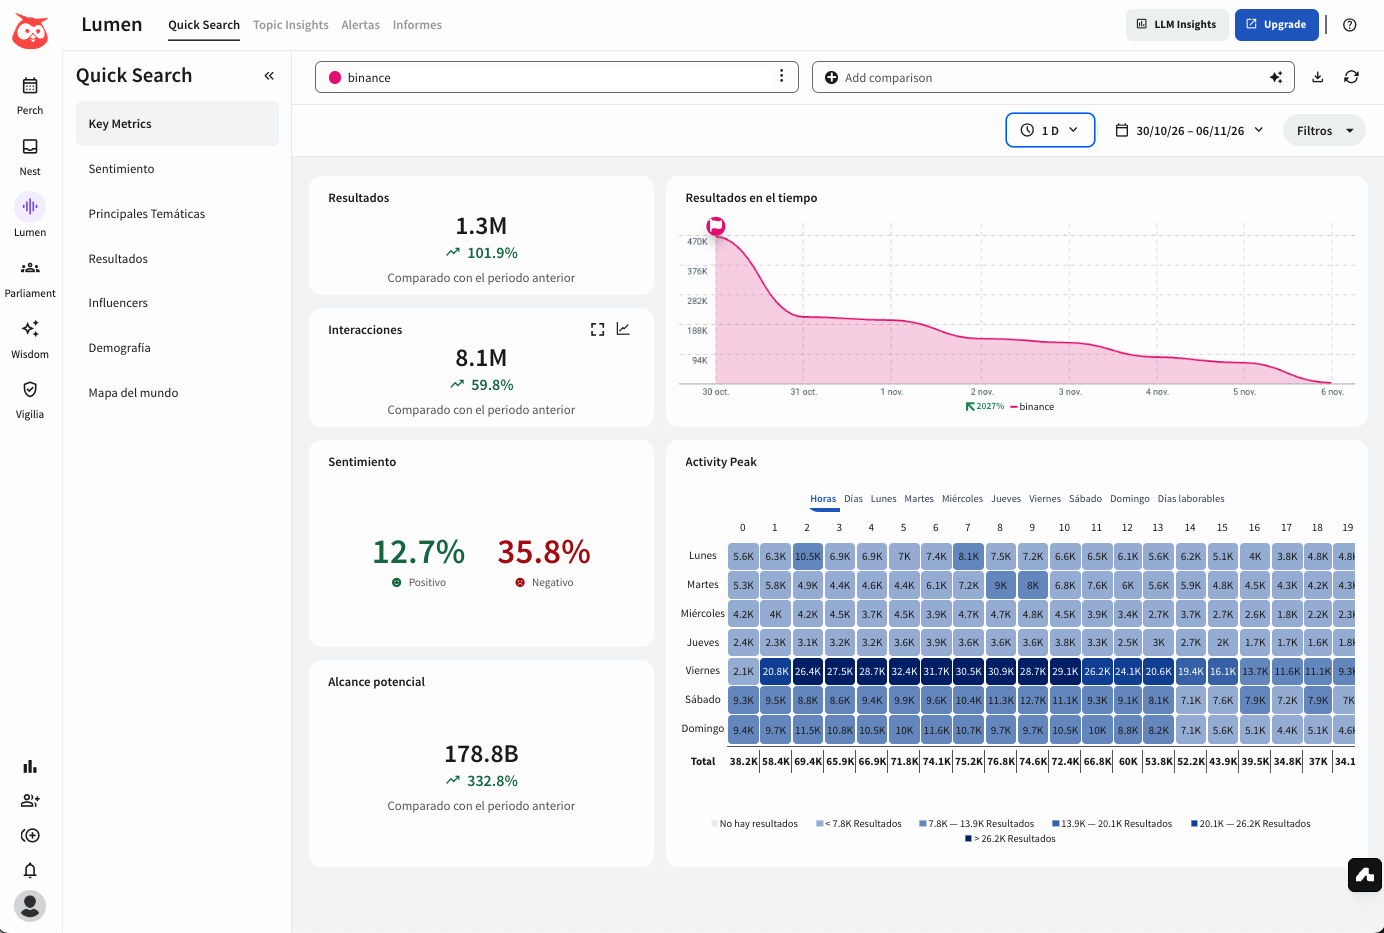 Lumen
Quick Search
Topic Insights
Alertas
Informes
LLM Insights
Upgrade
Perch
Nest
Lumen
Parliament
Wisdom
Vigilia
Quick Search
Key Metrics
Sentimiento
Principales Temáticas
Resultados
Influencers
Demografía
Mapa del mundo
binance
Add comparison
1 D
30/10/26 – 06/11/26
Filtros
Resultados
1.3M
101.9%
Comparado con el periodo anterior
Interacciones
8.1M
59.8%
Comparado con el periodo anterior
Sentimiento
12.7% 35.8%
Positivo Negativo
Alcance potencial
178.8B
332.8%
Comparado con el periodo anterior
Resultados en el tiempo
470K
376K
282K
188K
94K
30 oct. 31 oct. 1 nov. 2 nov. 3 nov. 4 nov. 5 nov. 6 nov.
2027% binance
Activity Peak
Horas Días Lunes Martes Miércoles Jueves Viernes Sábado Domingo Días laborables
0 1 2 3 4 5 6 7 8 9 10 11 12 13 14 15 16 17 18 19
Lunes 5.6K 6.3K 10.5K 6.9K 6.9K 7K 7.4K 8.1K 7.5K 7.2K 6.6K 6.5K 6.1K 5.6K 6.2K 5.1K 4K 3.8K 4.8K 4.8K
Martes 5.3K 5.8K 4.9K 4.4K 4.6K 4.4K 6.1K 7.2K 9K 8K 6.8K 7.6K 6K 5.6K 5.9K 4.8K 4.5K 4.3K 4.2K 4.3K
Miércoles 4.2K 4K 4.2K 4.5K 3.7K 4.5K 3.9K 4.7K 4.7K 4.8K 4.5K 3.9K 3.4K 2.7K 3.7K 2.7K 2.6K 1.8K 2.2K 2.3K
Jueves 2.4K 2.3K 3.1K 3.2K 3.2K 3.6K 3.9K 3.6K 3.6K 3.6K 3.8K 3.3K 2.5K 3K 2.7K 2K 1.7K 1.7K 1.6K 1.8K
Viernes 2.1K 20.8K 26.4K 27.5K 28.7K 32.4K 31.7K 30.5K 30.9K 28.7K 29.1K 26.2K 24.1K 20.6K 19.4K 16.1K 13.7K 11.6K 11.1K 9.3K
Sábado 9.3K 9.5K 8.8K 8.6K 9.4K 9.9K 9.6K 10.4K 11.3K 12.7K 11.1K 9.3K 9.1K 8.1K 7.1K 7.6K 7.9K 7.2K 7.9K 7K
Domingo 9.4K 9.7K 11.5K 10.8K 10.5K 10K 11.6K 10.7K 9.7K 9.7K 10.5K 10K 8.8K 8.2K 7.1K 5.6K 5.1K 4.4K 5.1K 4.6K
Total 38.2K 58.4K 69.4K 65.9K 66.9K 71.8K 74.1K 75.2K 76.8K 74.6K 72.4K 66.8K 60K 53.8K 52.2K 43.9K 39.5K 34.8K 37K 34.1
No hay resultados < 7.8K Resultados 7.8K — 13.9K Resultados 13.9K — 20.1K Resultados 20.1K — 26.2K Resultados
> 26.2K Resultados